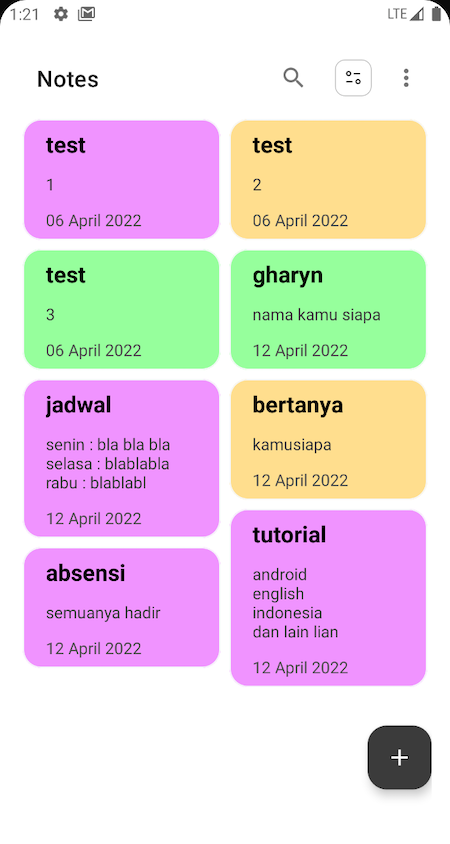 1:21
LTE
Notes
test
1
06 April 2022
test
2
06 April 2022
test
3
06 April 2022
gharyn
nama kamu siapa
12 April 2022
jadwal
senin : bla bla bla
selasa : blablabla
rabu : blablabl
12 April 2022
bertanya
kamusiapa
12 April 2022
absensi
semuanya hadir
12 April 2022
tutorial
android
english
indonesia
dan lain lian
12 April 2022